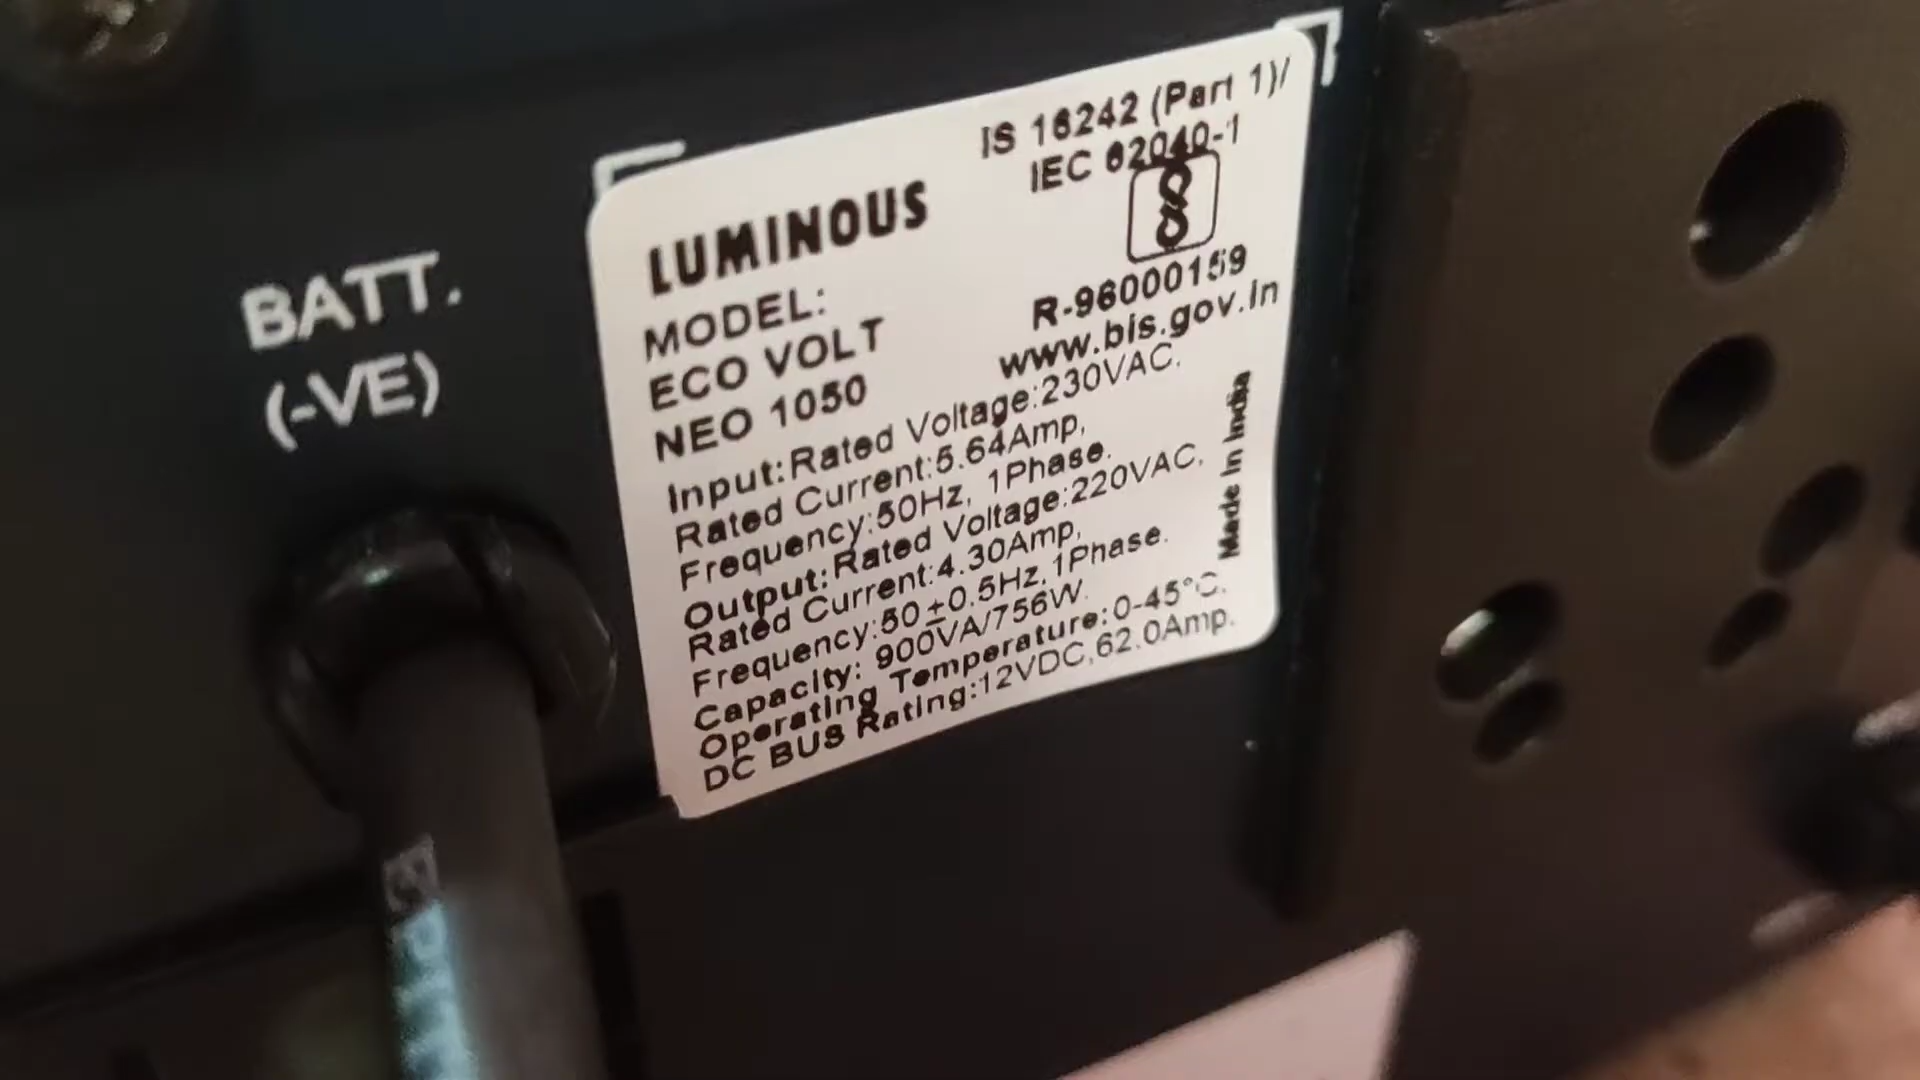 BATT.
(-VE)
IS 16242 (Part 1)/
IEC 62040-1
LUMINOUS
R-96000159
www.bis.gov.in
MODEL:
ECO VOLT
NEO 1050
Input:Rated Voltage:230VAC.
Rated Current:5.64Amp,
Frequency:50Hz, 1Phase.
Output:Rated Voltage:220VAC.
Rated Current:4.30Amp,
Frequency:50±0.5Hz,1Phase.
Capacity: 900VA/756W.
Operating Temperature:0-45°C.
DC BUS Rating:12VDC,62.0Amp.
Made In India